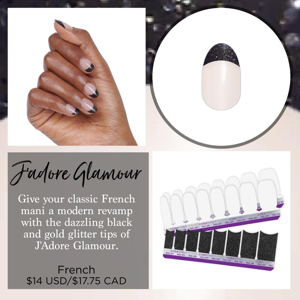 J'adore Glamour
Give your classic French
mani a modern revamp
with the dazzling black
and gold glitter tips of
J'Adore Glamour.
French
$14 USD/$17.75 CAD